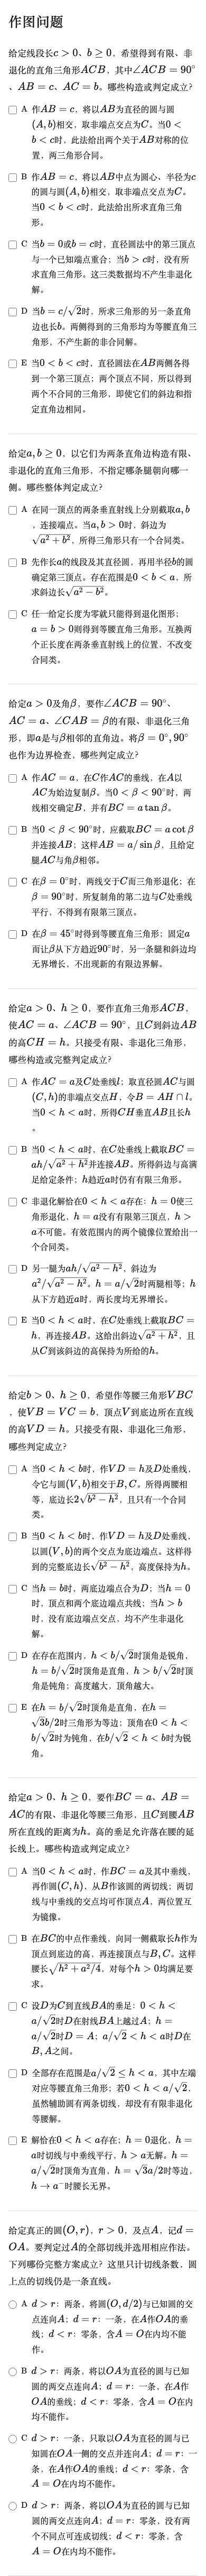 作图问题
给定线段长c > 0、b ≥ 0，希望得到有限、非
退化的直角三角形ACB，其中∠ACB = 90°
、AB = c、AC = b。哪些构造或判定成立？
A 作AB = c，将以AB为直径的圆与圆
(A, b)相交，取非端点交点为C。当0 <
b < c时，此法给出两个关于AB对称的位
置，两三角形合同。
B 作AB = c，将以AB中点为圆心、半径为c
的圆与圆(A, b)相交，取非端点交点为C。
当0 < b < c时，此法给出所求直角三角
形。
C 当b = 0或b = c时，直径圆法中的第三顶点
与一个已知端点重合；当b > c时，没有所
求直角三角形。这三类数据均不产生非退化
解。
D 当b = c/√2时，所求三角形的另一条直角
边也长b。两侧得到的三角形均为等腰直角三
角形，不产生新的非合同解。
E 当0 < b < c时，直径圆法在AB两侧各得
到一个第三顶点；两个顶点不同，所以得到
两个不合同的三角形，即使它们的斜边和指
定直角边相同。
给定a, b ≥ 0，以它们为两条直角边构造有限、
非退化的直角三角形，不指定哪条腿朝向哪一
侧。哪些整体判定成立？
A 在同一顶点的两条垂直射线上分别截取a, b
，连接端点。当a, b > 0时，斜边为
√a² + b²，所得三角形只有一个合同类。
B 先作长a的线段及其直径圆，再用半径b的圆
确定第三顶点。存在范围是0 < b < a，所
求斜边长√a² − b²。
C 任一给定长度为零就只能得到退化图形；
a = b > 0则得到等腰直角三角形。互换两
个正长度在两条垂直射线上的位置，不改变
合同类。
给定a > 0及角β，要作∠ACB = 90°、
AC = a、∠CAB = β的有限、非退化三角
形，即a是与β相邻的直角边。将β = 0°, 90°
也作为边界检查，哪些判定成立？
A 作AC = a，在C作AC的垂线，在A以
AC为始边复制β。当0 < β < 90°时，两
线相交确定B，并有BC = a tan β。
B 当0 < β < 90°时，应截取BC = a cot β
并连接AB；这样AB = a/ sin β，且给定
腿AC与角β相邻。
C 在β = 0°时，两线交于C而三角形退化；在
β = 90°时，所复制角的第二边与C处垂线
平行，不得到有限第三顶点。
D 在β = 45°时得到等腰直角三角形；固定a
而让β从下方趋近90°时，另一条腿和斜边均
无界增长，不出现新的有限边界解。
给定a > 0、h ≥ 0，要作直角三角形ACB，
使AC = a、∠ACB = 90°，且C到斜边AB
的高CH = h。只接受有限、非退化三角形，
哪些构造或完整判定成立？
A 作AC = a及C处垂线l；取直径圆AC与圆
(C, h)的非端点交点H，令B = AH ∩ l。
当0 < h < a时，所得CH垂直AB且长h
。
B 当0 < h < a时，在C处垂线上截取BC =
ah/√a² + h²并连接AB。所得斜边与高满
足给定条件；h趋近a时仍有有限三角形。
C 非退化解恰在0 < h < a存在：h = 0使三
角形退化，h = a没有有限第三顶点，h >
a不可能。有效范围内的两个镜像位置给出一
个合同类。
D 另一腿为ah/√a² − h²，斜边为
a²/√a² − h²。h = a/√2时两腿相等；h
从下方趋近a时，两长度均无界增长。
E 当0 < h < a时，在C处垂线上截取BC =
h，再连接AB。这给出斜边√a² + h²，且
从C到该斜边的高保持为所给的h。
给定b > 0、h ≥ 0，希望作等腰三角形VBC
，使VB = VC = b，顶点V到底边所在直线
的高VD = h。只接受有限、非退化三角形，
哪些判定成立？
A 当0 < h < b时，作VD = h及D处垂线，
令它与圆(V, b)相交于B, C。所得两腰相
等，底边长2√b² − h²，且只有一个合同
类。
B 当0 < h < b时，作VD = h及D处垂线，
以圆(V, b)的两个交点为底边端点。这样得
到的完整底边长√b² − h²，高度保持为h。
C 当h = b时，两底边端点合为D；当h = 0
时，顶点和两个底边端点共线；当h > b
时，没有底边端点交点，均不产生非退化
解。
D 在存在范围内，h < b/√2时顶角是锐角，
h = b/√2时顶角是直角，h > b/√2时顶
角是钝角；高度越大，顶角越大。
E 在h = b/√2时顶角是直角，在h =
√3b/2时三角形为等边；顶角在0 < h <
b/√2时为钝角，在b/√2 < h < b时为锐
角。
给定a > 0、h ≥ 0，要作BC = a、AB =
AC的有限、非退化等腰三角形，且C到腰AB
所在直线的距离为h。高的垂足允许落在腰的延
长线上。哪些构造或判定成立？
A 当0 < h < a时，作BC = a及其中垂线，
再作圆(C, h)，从B作该圆的两切线；两切
线与中垂线的交点均可作顶点A，两位置互
为镜像。
B 在BC的中点作垂线，向同一侧截取长h作为
顶点到底边的高，再连接顶点与B, C。这样
腰长√h² + a²/4，对每个h > 0均满足要
求。
C 设D为C到直线BA的垂足：0 < h <
a/√2时D在射线BA上越过A；h =
a/√2时D = A；a/√2 < h < a时D在
B, A之间。
D 全部存在范围是a/√2 ≤ h < a，其中左端
对应等腰直角三角形；若0 < h < a/√2，
虽然辅助圆有两条切线，却没有有限非退化
等腰解。
E 解恰在0 < h < a存在；h = 0退化，h =
a时切线与中垂线平行，h > a无解。h =
a/√2时顶角为直角，h = √3a/2时等边，
h → a⁻时腰长无界。
给定真正的圆(O, r)，r > 0，及点A，记d =
OA。要判定过A的全部切线并选用相应作法。
下列哪份完整方案成立？这里只计切线条数，圆
上点的切线仍是一条直线。
A d > r：两条，将圆(O, d/2)与已知圆的交
点连向A；d = r：一条，在A作OA的垂
线；d < r：零条，含A = O在内均不能
作。
B d > r：两条，将以OA为直径的圆与已知
圆的两交点连向A；d = r：一条，在A作
OA的垂线；d < r：零条，含A = O在内
均不能作。
C d > r：一条，只取以OA为直径的圆与已
知圆在OA一侧的交点并连向A；d = r：一
条，在A作OA的垂线；d < r：零条，含
A = O在内均不能作。
D d > r：两条，将以OA为直径的圆与已知
圆的两交点连向A；d = r：零条，没有两
个不同点可连成切线；d < r：零条，含
A = O在内均不能作。